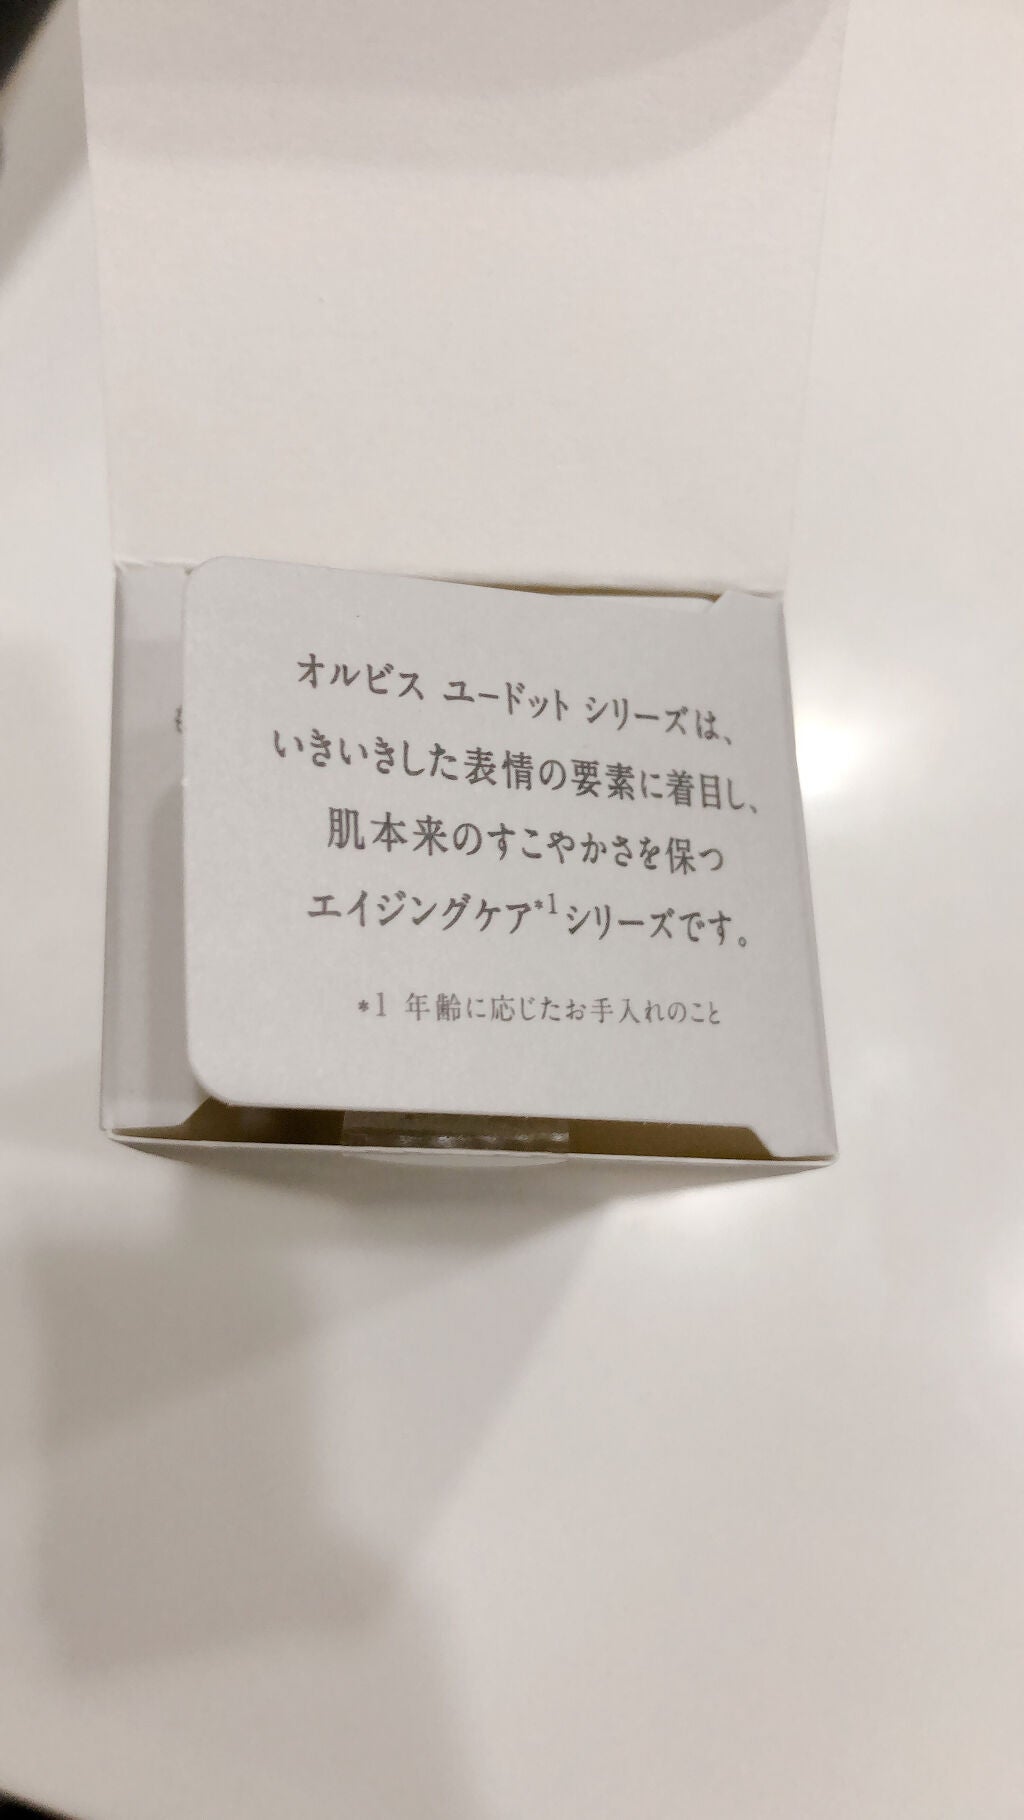 オルビス ユードット シリーズは、
いきいきした表情の要素に着目し、
肌本来のすこやかさを保つ
エイジングケア*1シリーズです。
*1 年齢に応じたお手入れのこと